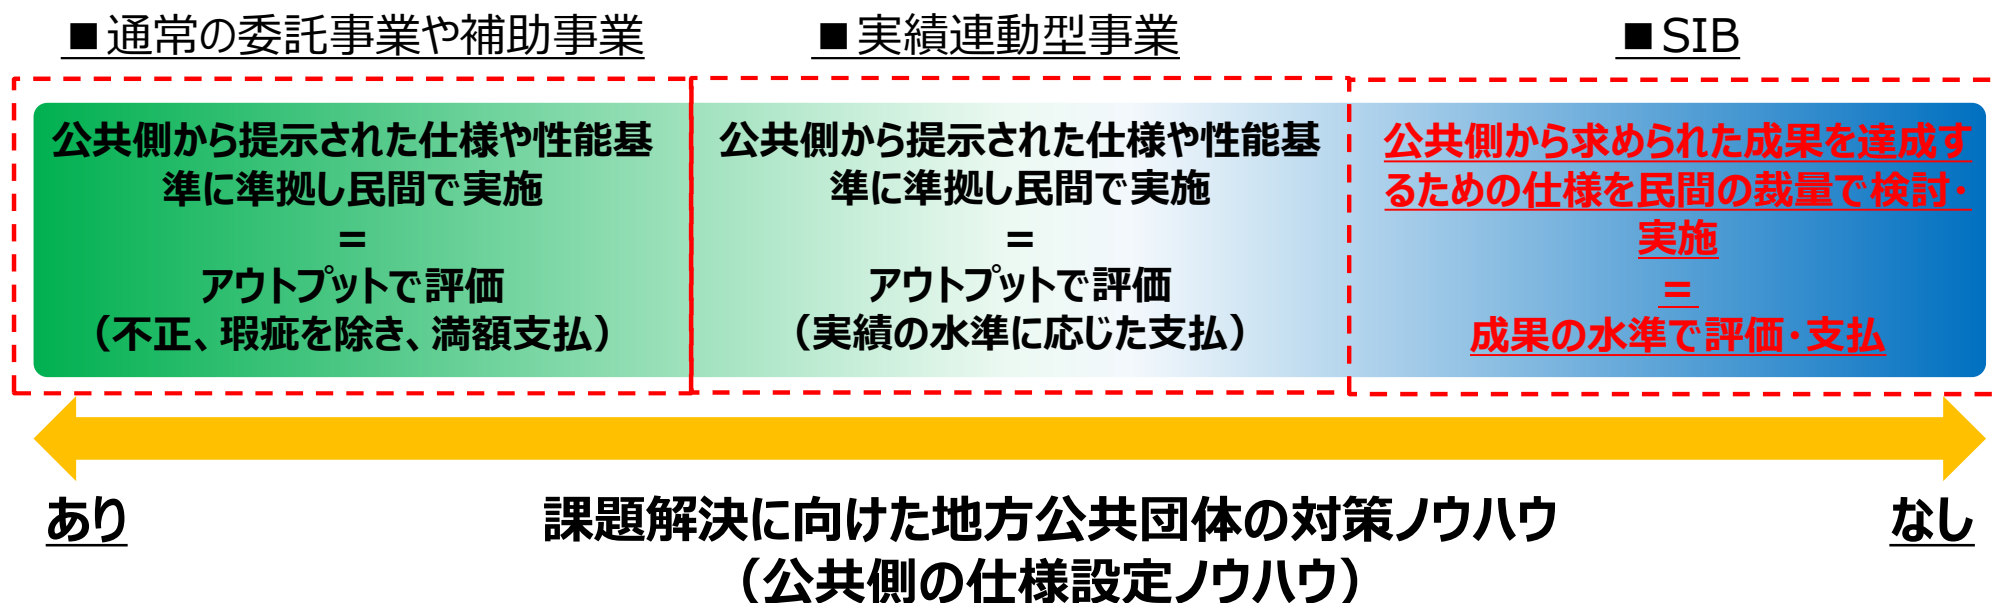 ■通常の委託事業や補助事業
■実績連動型事業
■SIB
公共側から提示された仕様や性能基
準に準拠し民間で実施
=
アウトプットで評価
（不正、瑕疵を除き、満額支払）
公共側から提示された仕様や性能基
準に準拠し民間で実施
=
アウトプットで評価
（実績の水準に応じた支払）
公共側から求められた成果を達成す
るための仕様を民間の裁量で検討・
実施
=
成果の水準で評価・支払
あり
課題解決に向けた地方公共団体の対策ノウハウ
（公共側の仕様設定ノウハウ）
なし